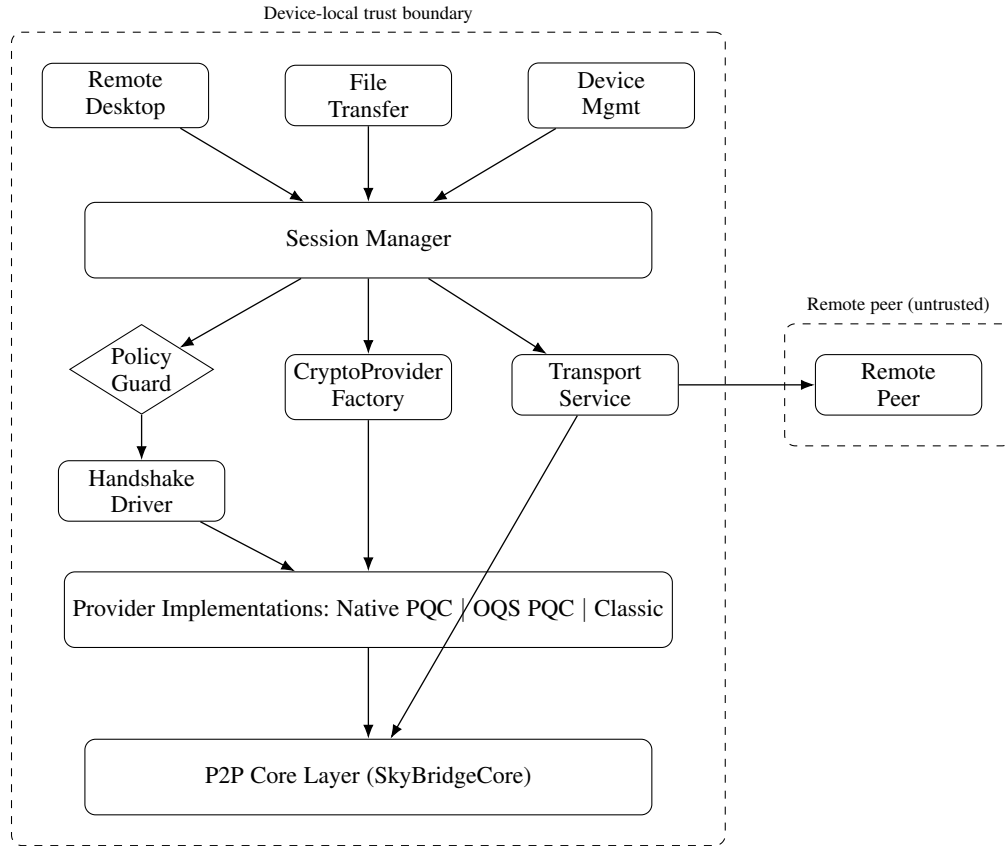 Device-local trust boundary
Remote
Desktop
File
Transfer
Device
Mgmt
Session Manager
Remote peer (untrusted)
Policy
Guard
CryptoProvider
Factory
Transport
Service
Remote
Peer
Handshake
Driver
Provider Implementations: Native PQC | OQS PQC | Classic
P2P Core Layer (SkyBridgeCore)